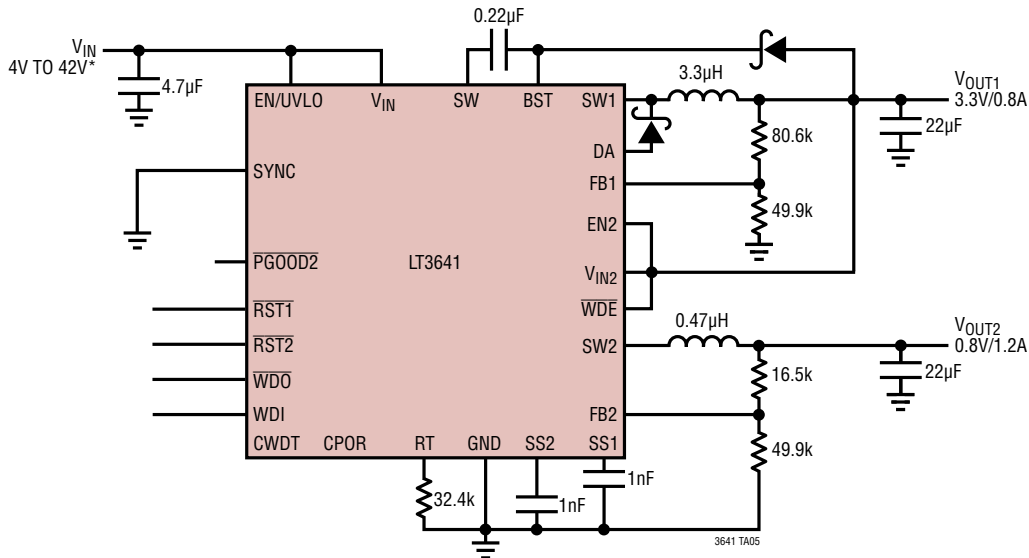 0.22µF
VIN
4V TO 42V*
4.7µF
3.3µH
VOUT1
3.3V/0.8A
EN/UVLO
VIN
SW
BST
SW1
22µF
80.6k
DA
SYNC
FB1
49.9k
EN2
PGOOD2
LT3641
VIN2
RST1
WDE
0.47µH
VOUT2
0.8V/1.2A
RST2
SW2
16.5k
22µF
WDO
WDI
FB2
CWDT
CPOR
RT
GND
SS2
SS1
49.9k
1nF
32.4k
1nF
3641 TA05